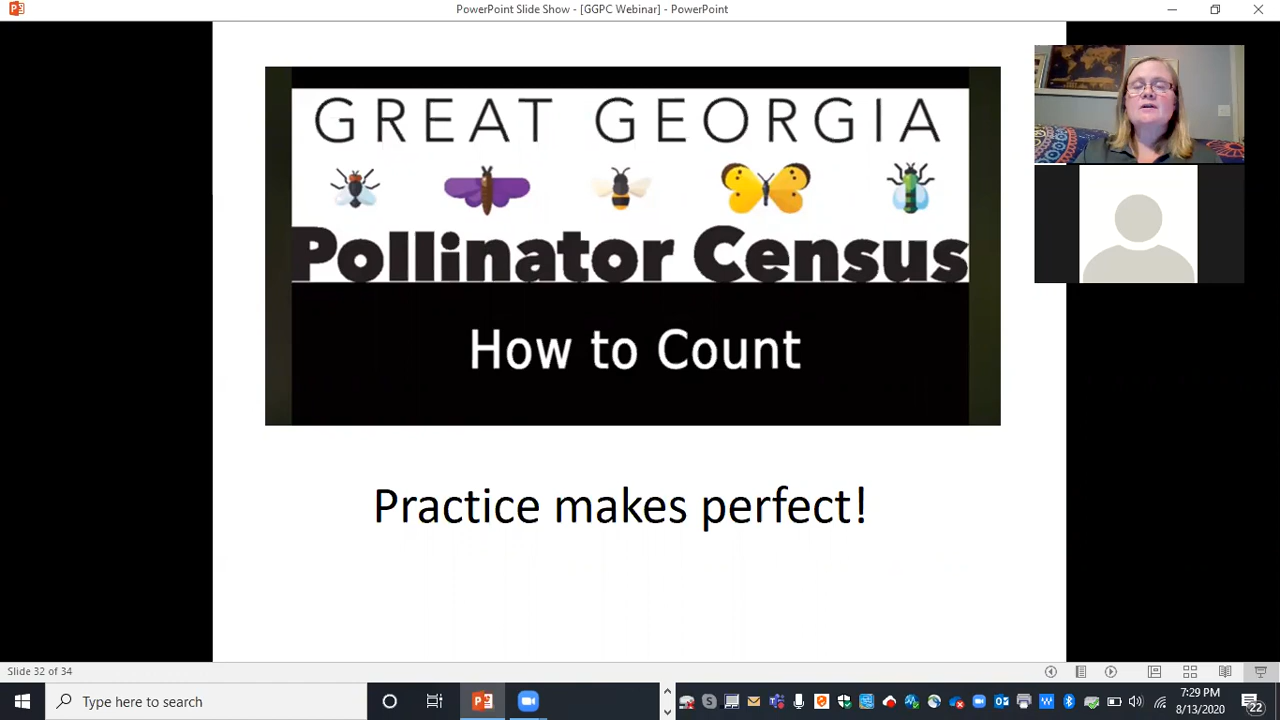 PowerPoint Slide Show - [GGPC Webinar] - PowerPoint
GREAT GEORGIA
Pollinator Census
How to Count
Practice makes perfect!
Slide 32 of 34
Type here to search
7:29 PM
8/13/2020
22